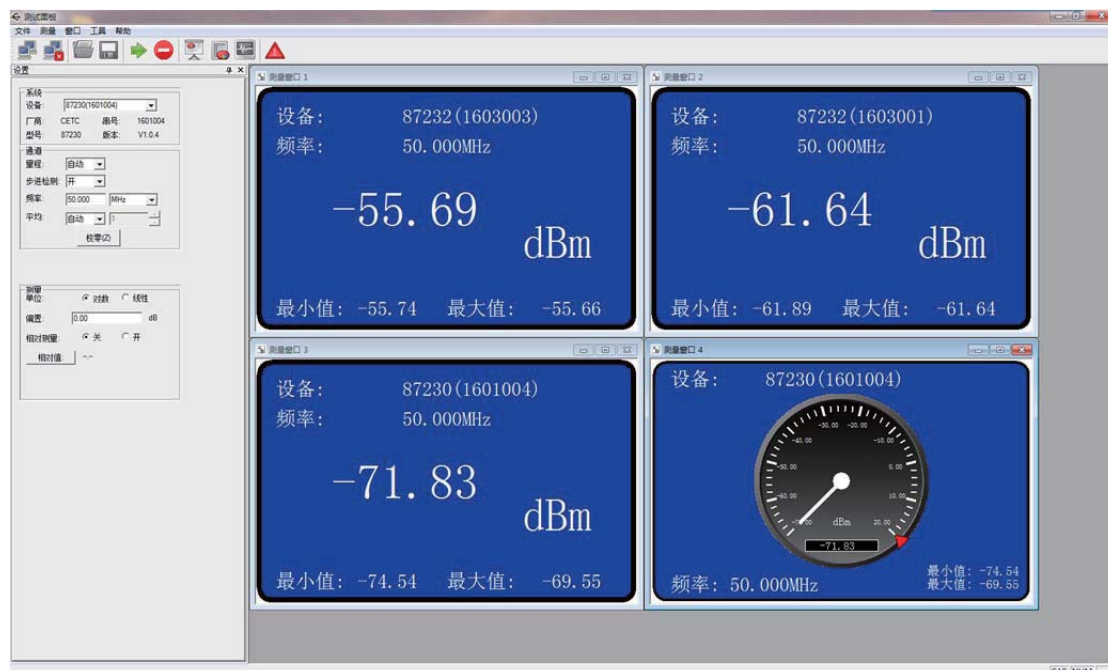 测试面板
文件 测量 窗口 工具 帮助
设置
系统
设备: 87230(1601004)
厂商: CETC 串号: 1601004
型号: 87230 版本: V1.0.4
通道
量程: 自动
步进检测: 开
频率: 50.000 MHz
平均: 自动 1
校零(Z)
测量
单位: 对数 线性
偏置: 0.00 dB
相对测量: 关 开
相对值 --.--
测量窗口 1
设备: 87232(1603003)
频率: 50.000MHz
-55.69
dBm
最小值: -55.74 最大值: -55.66
测量窗口 2
设备: 87232(1603001)
频率: 50.000MHz
-61.64
dBm
最小值: -61.89 最大值: -61.64
测量窗口 3
设备: 87230(1601004)
频率: 50.000MHz
-71.83
dBm
最小值: -74.54 最大值: -69.55
测量窗口 4
设备: 87230(1601004)
-30.00 -20.00
-40.00 -10.00
-50.00 0.00
-60.00 10.00
dBm 20.00
-71.83
最小值: -74.54
频率: 50.000MHz 最大值: -69.55